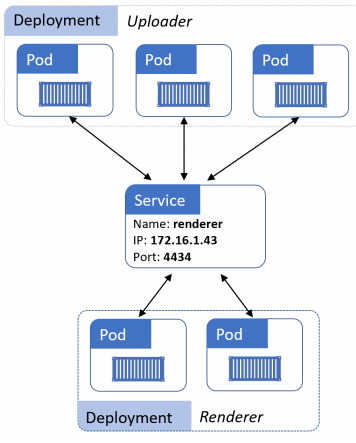 Deployment Uploader
Pod Pod Pod
Service
Name: renderer
IP: 172.16.1.43
Port: 4434
Pod Pod
Deployment Renderer